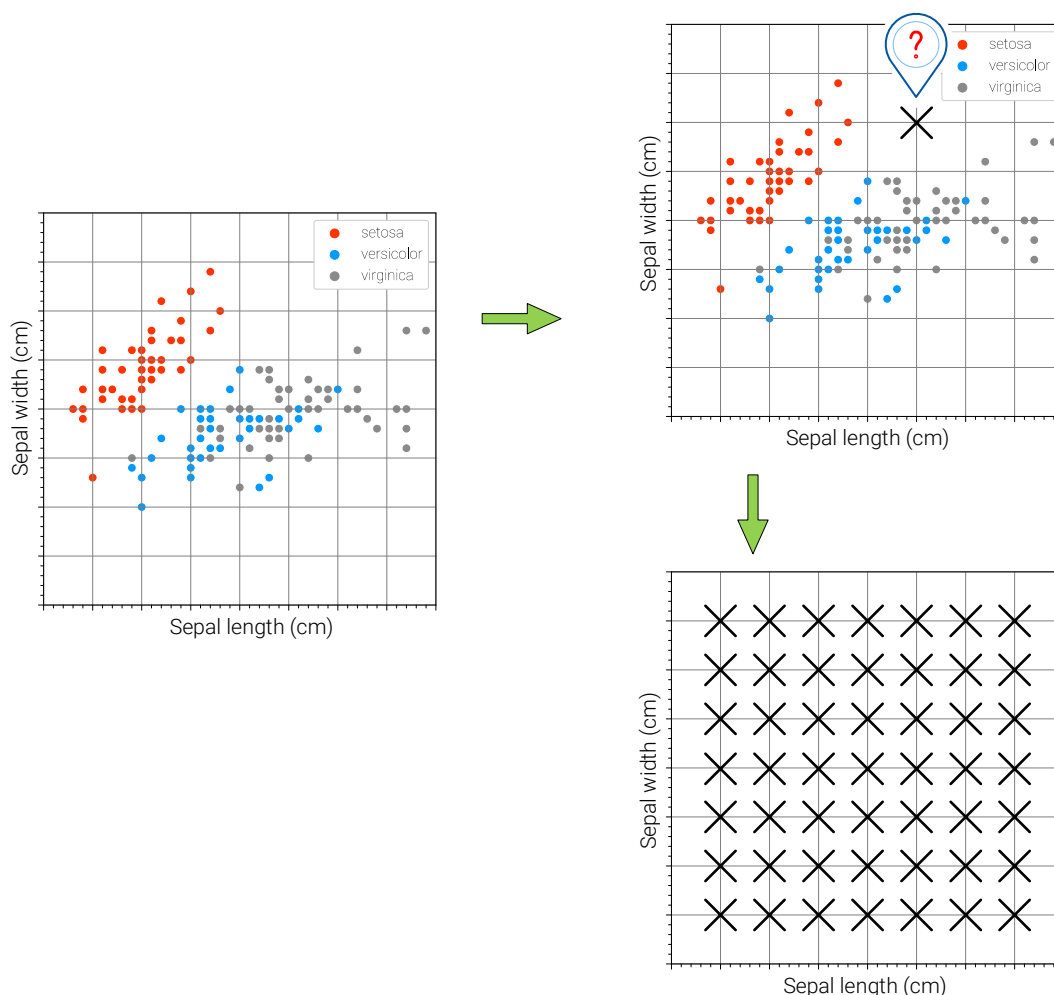 ?
setosa
versicolor
virginica
Sepal width (cm)
Sepal length (cm)
setosa
versicolor
virginica
Sepal width (cm)
Sepal length (cm)
Sepal width (cm)
Sepal length (cm)